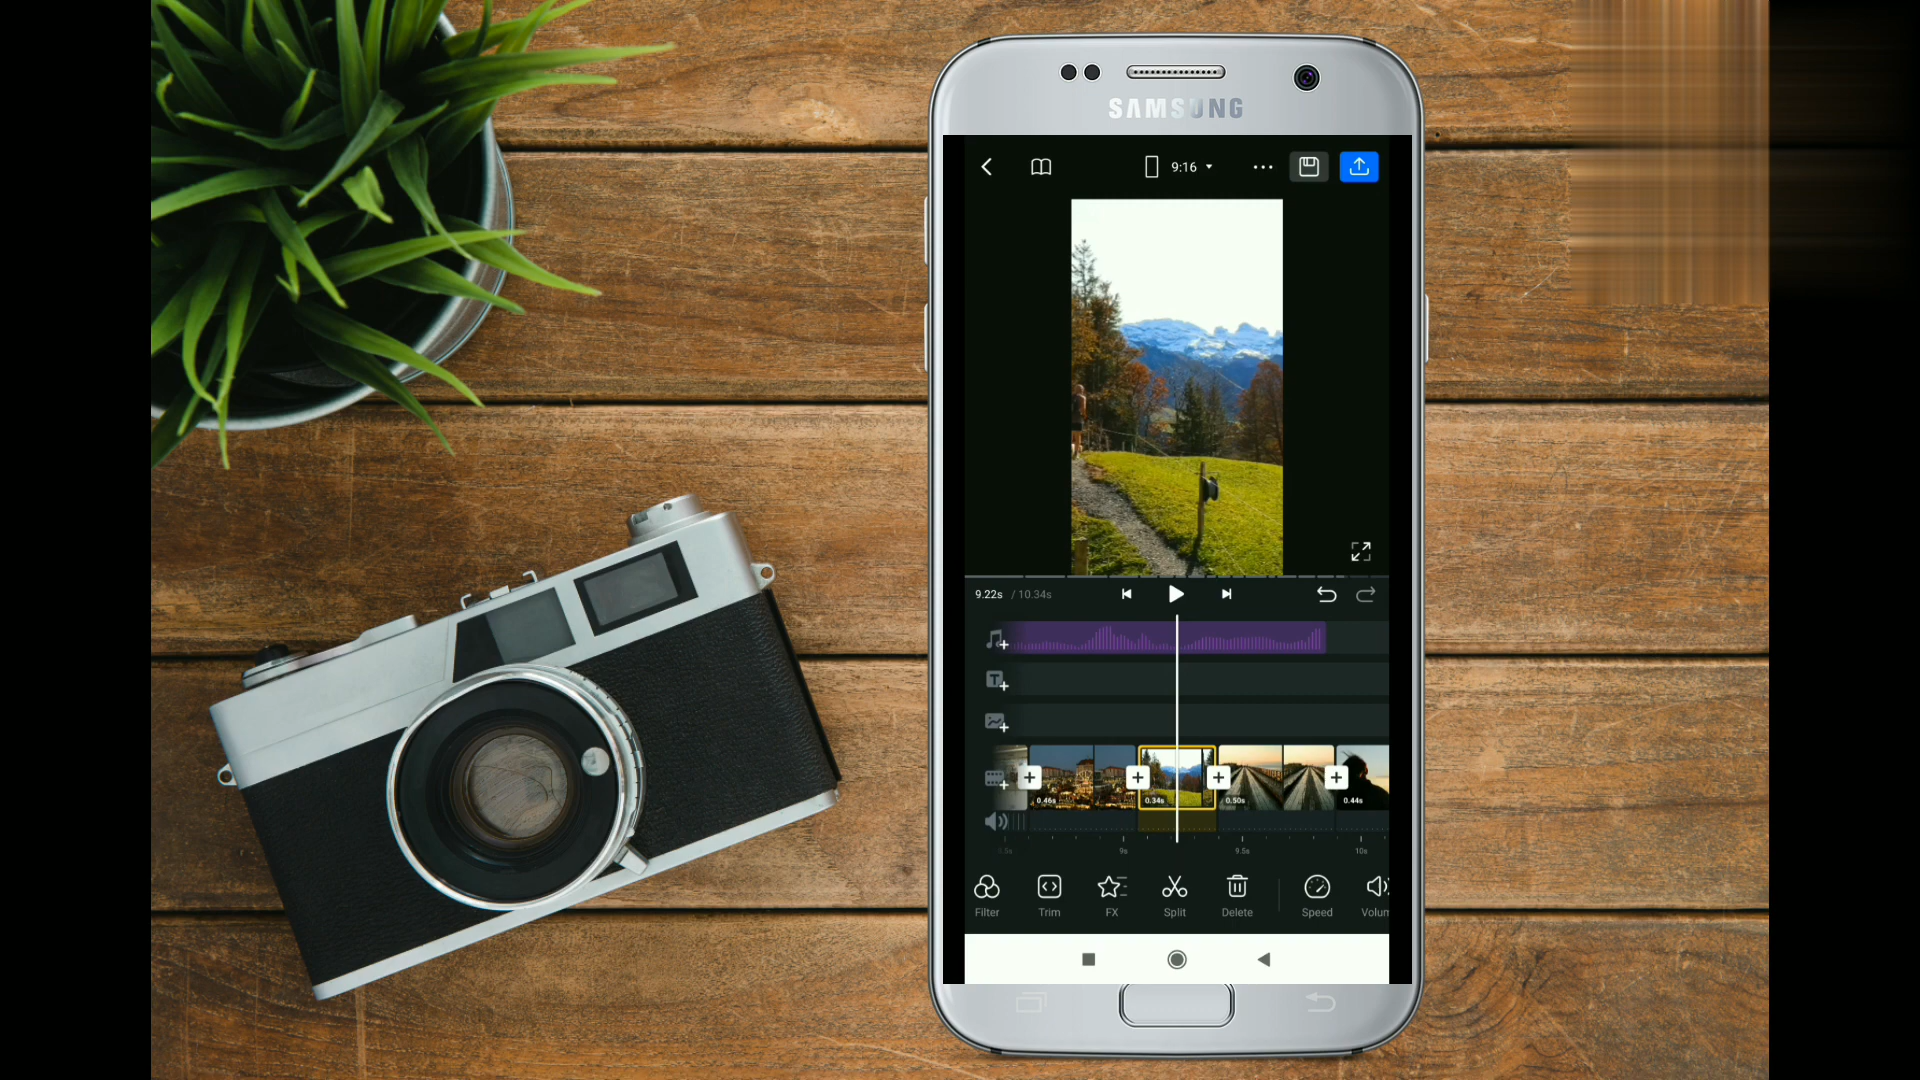 SAMSUNG
9:16
9.22s / 10.34s
0.46s
0.34s
0.50s
0.44s
9s
9.5s
10s
Filter
Trim
FX
Split
Delete
Speed
Volum